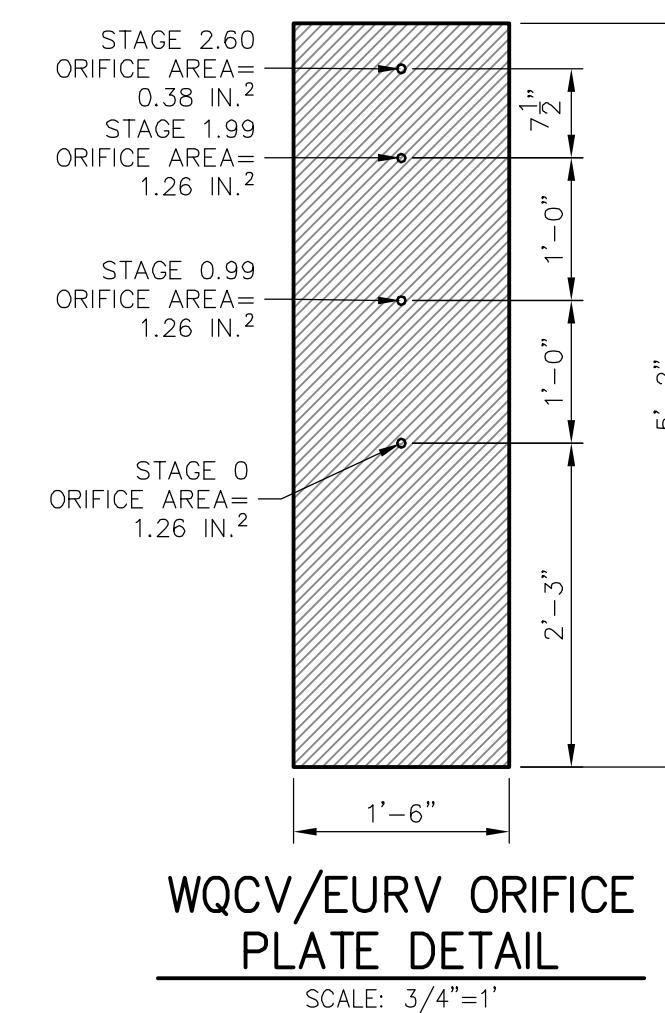 STAGE 2.60
ORIFICE AREA=
0.38 IN.²
STAGE 1.99
ORIFICE AREA=
1.26 IN.²
STAGE 0.99
ORIFICE AREA=
1.26 IN.²
STAGE 0
ORIFICE AREA=
1.26 IN.²
7 1/2"
1'-0"
1'-0"
2'-3"
1'-6"
WQCV/EURV ORIFICE
PLATE DETAIL
SCALE: 3/4"=1'